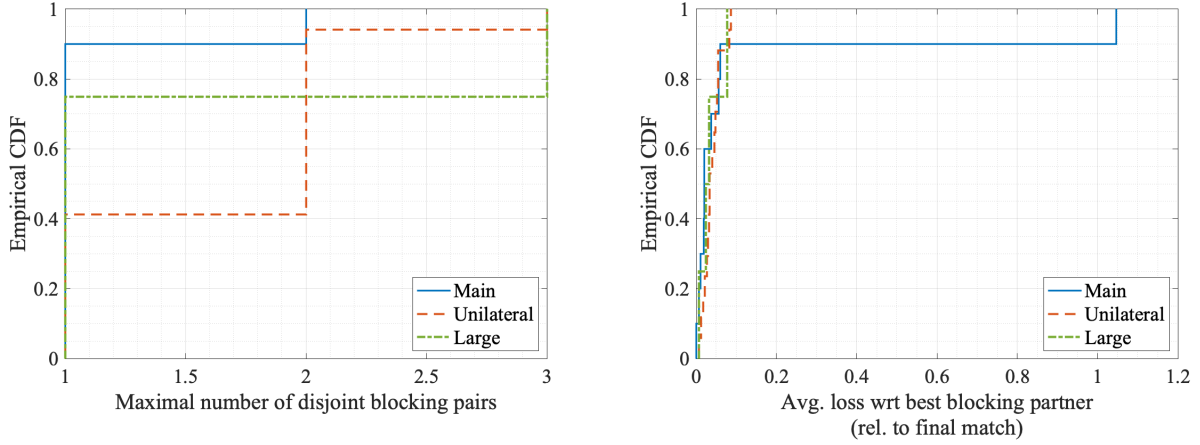 1
0.8
0.6
0.4
0.2
0
Empirical CDF
1
1.5
2
2.5
3
Maximal number of disjoint blocking pairs
Main
Unilateral
Large
1
0.8
0.6
0.4
0.2
0
Empirical CDF
0
0.2
0.4
0.6
0.8
1
1.2
Avg. loss wrt best blocking partner
(rel. to final match)
Main
Unilateral
Large